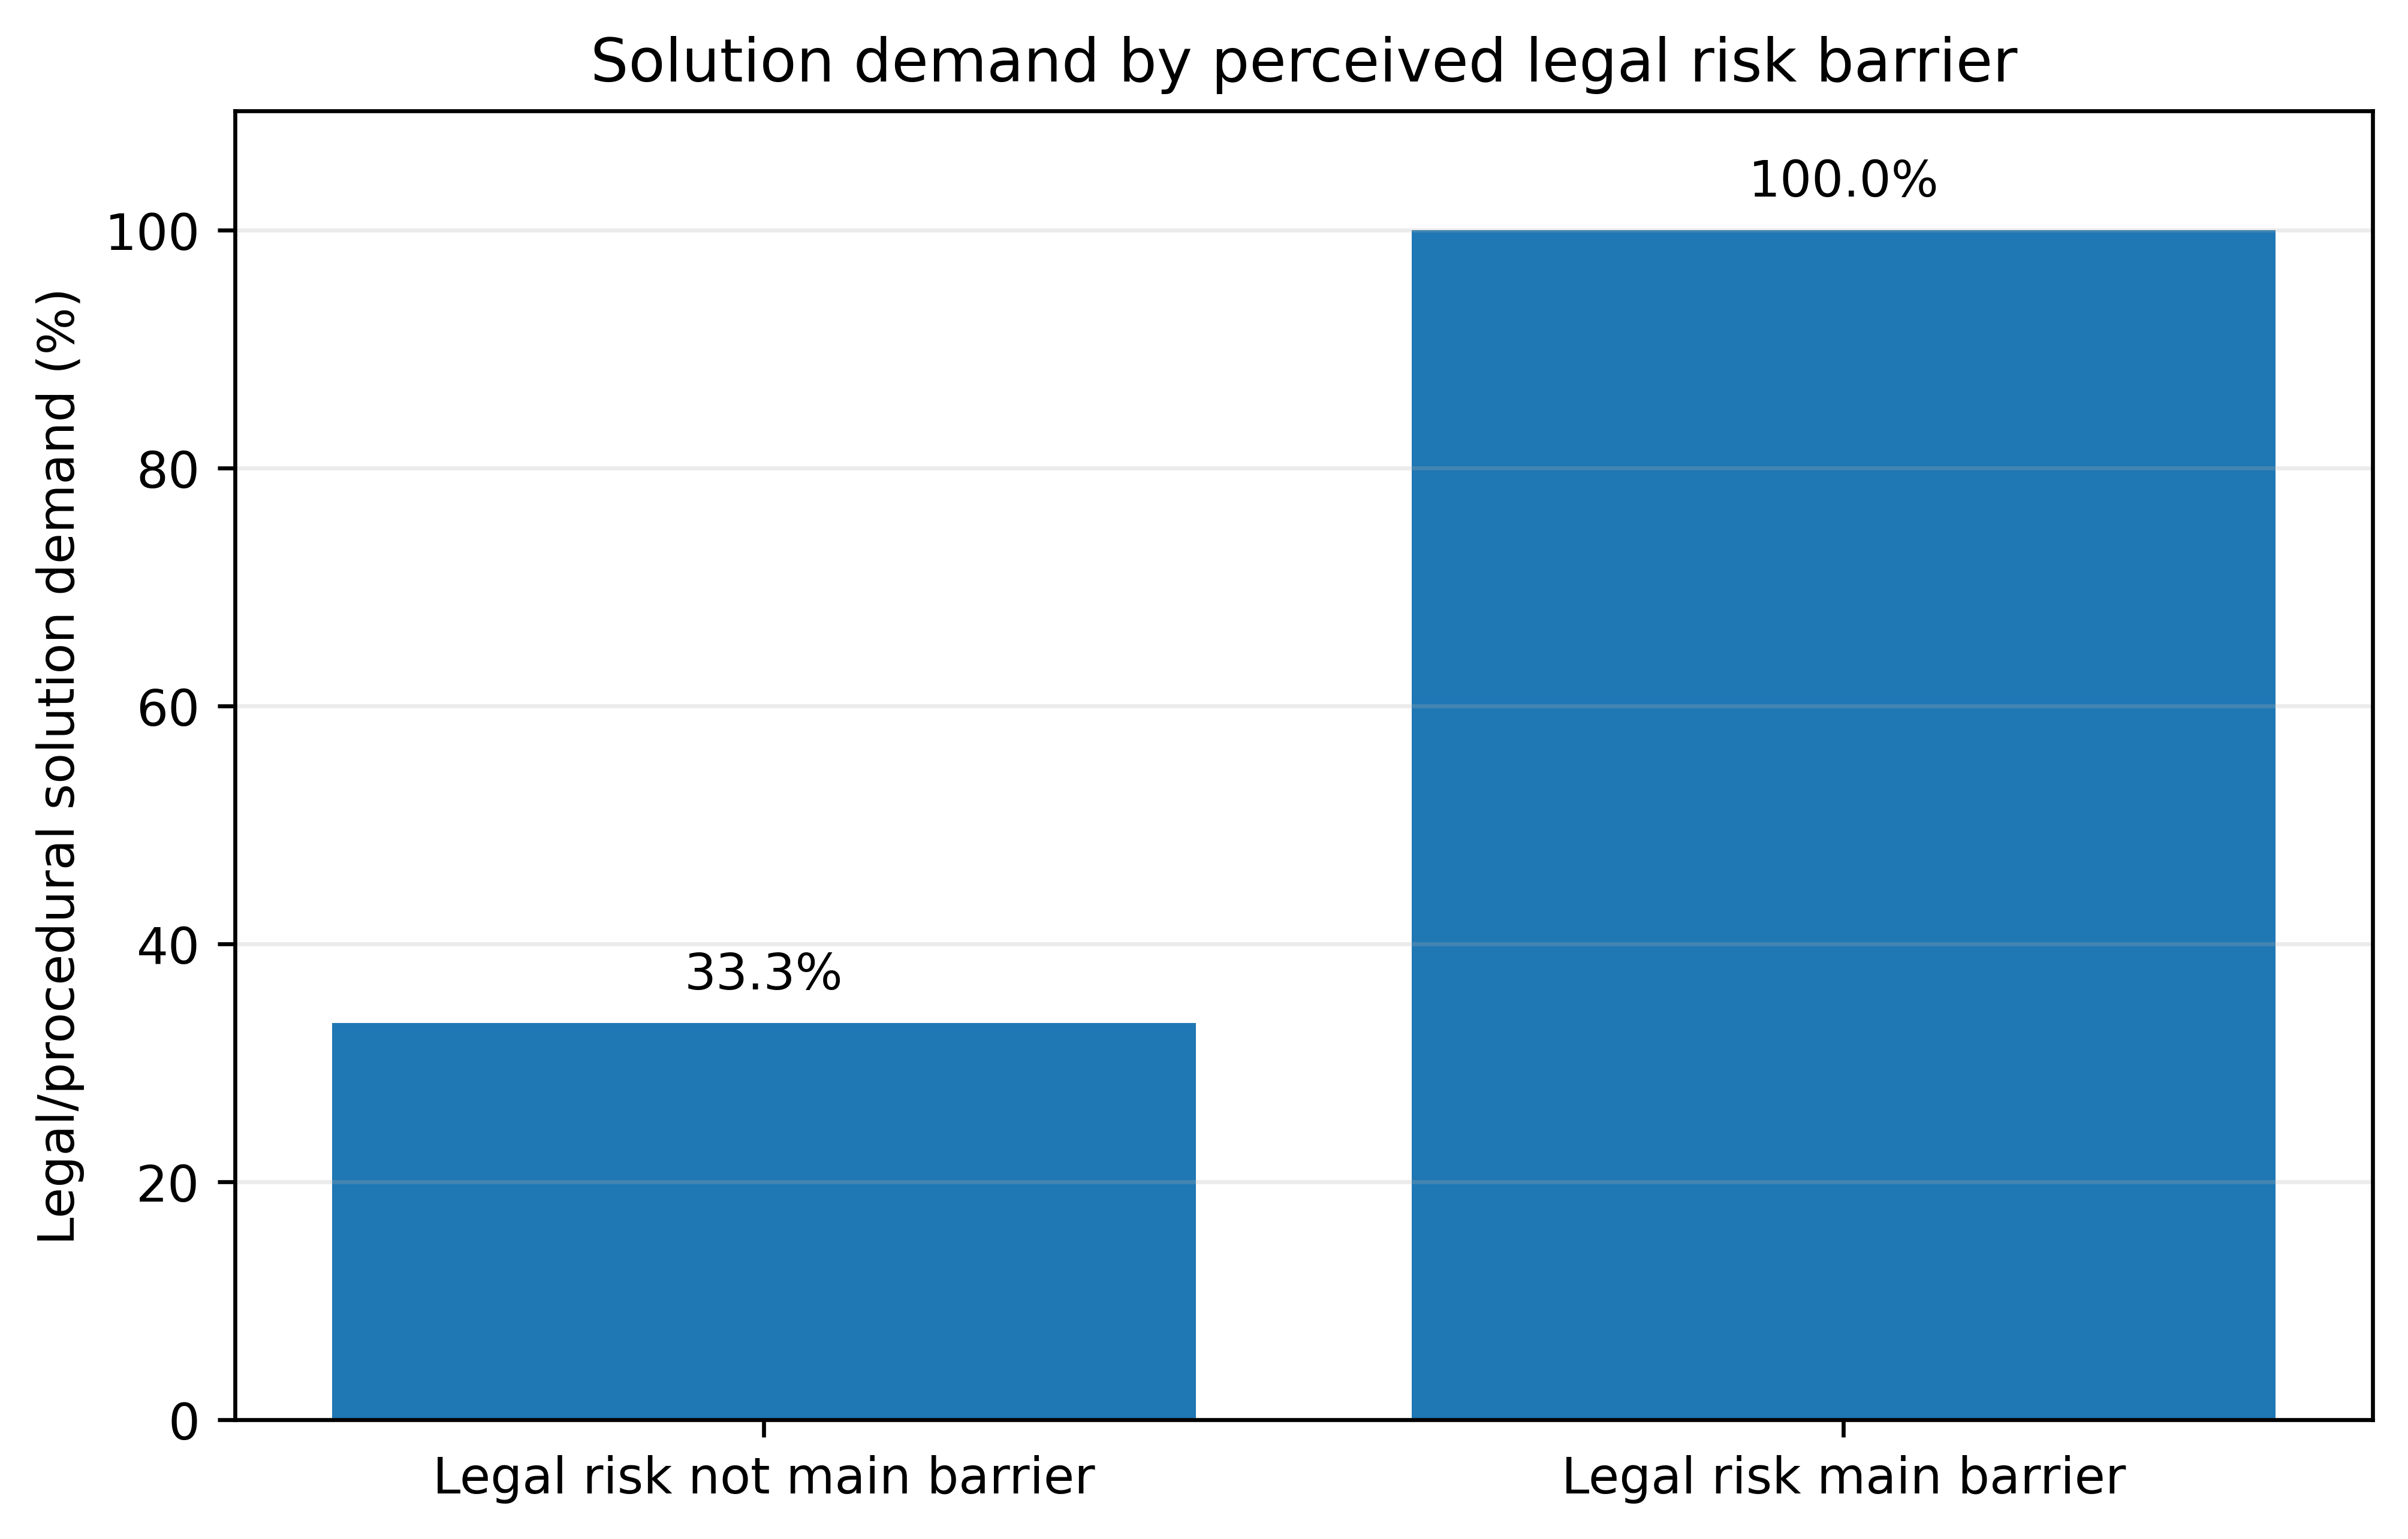 Solution demand by perceived legal risk barrier
Legal/procedural solution demand (%)
100
80
60
40
20
0
33.3%
100.0%
Legal risk not main barrier
Legal risk main barrier